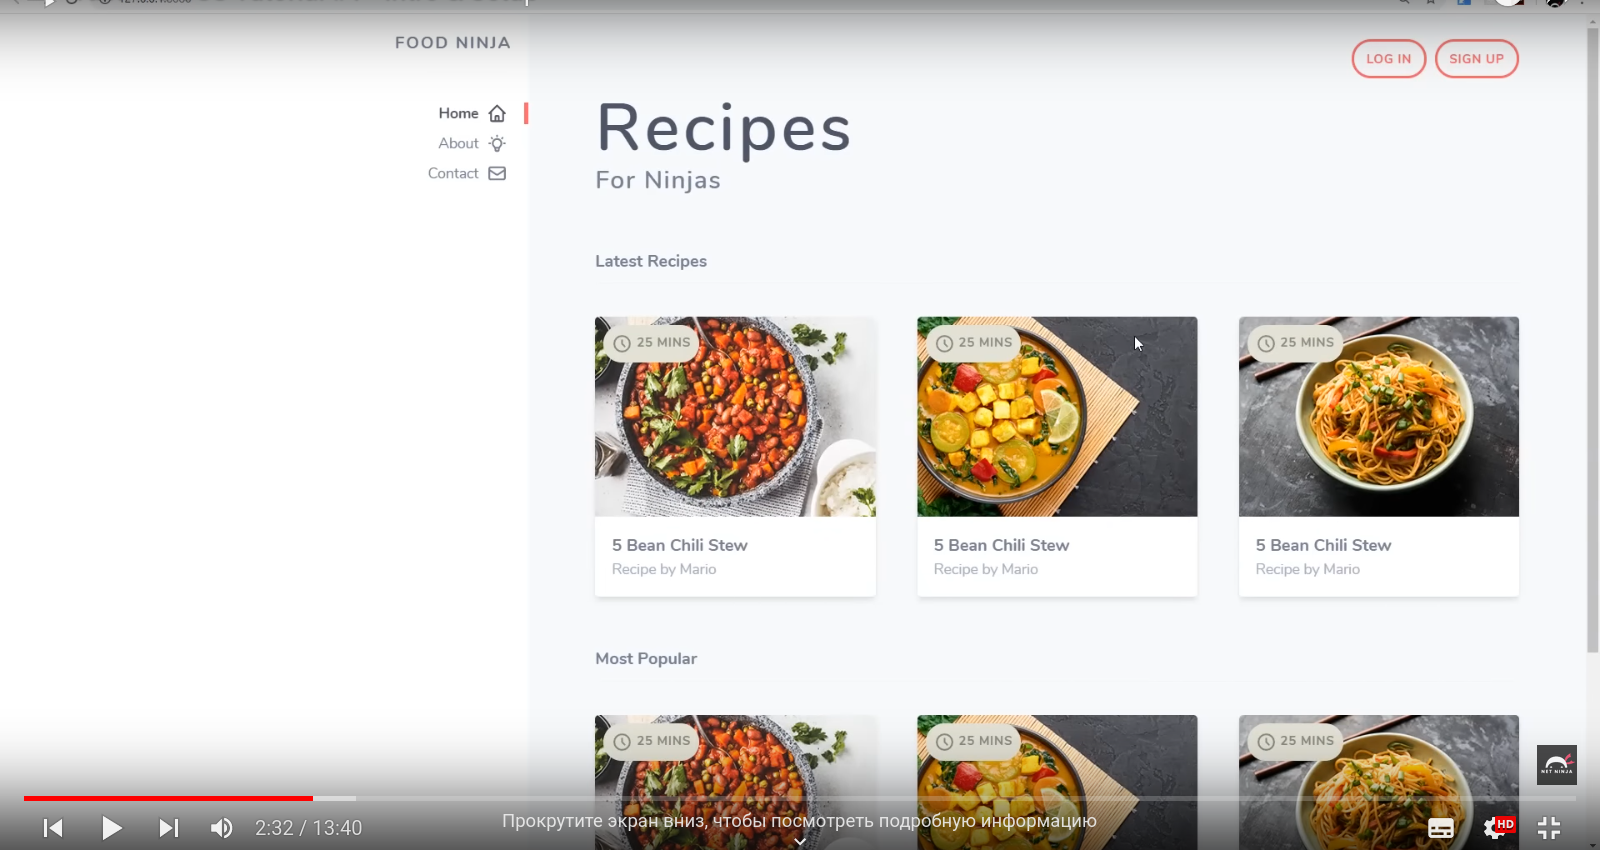 FOOD NINJA
LOG IN
SIGN UP
Home
About
Contact
Recipes
For Ninjas
Latest Recipes
25 MINS
25 MINS
25 MINS
5 Bean Chili Stew
Recipe by Mario
5 Bean Chili Stew
Recipe by Mario
5 Bean Chili Stew
Recipe by Mario
Most Popular
25 MINS
25 MINS
25 MINS
NET NINJA
2:32 / 13:40
Прокрутите экран вниз, чтобы посмотреть подробную информацию
HD